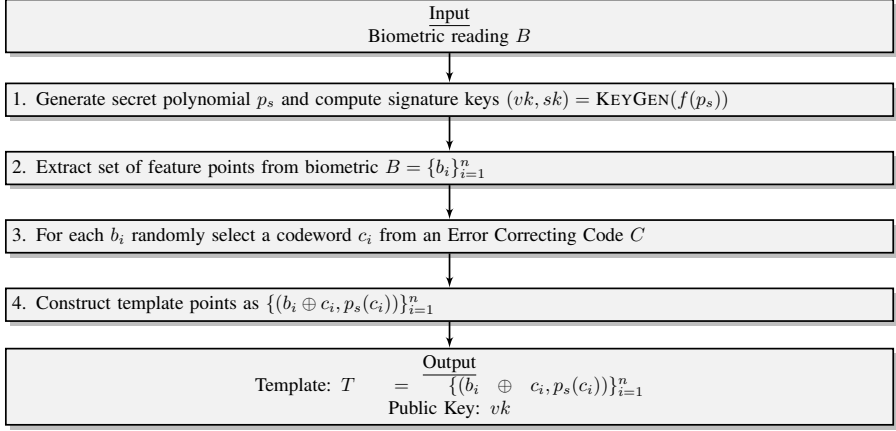 Input
Biometric reading B
1. Generate secret polynomial p_s and compute signature keys (vk, sk) = KEYGEN(f(p_s))
2. Extract set of feature points from biometric B = {b_i}_{i=1}^n
3. For each b_i randomly select a codeword c_i from an Error Correcting Code C
4. Construct template points as {(b_i ⊕ c_i, p_s(c_i))}_{i=1}^n
Output
Template: T = {(b_i ⊕ c_i, p_s(c_i))}_{i=1}^n
Public Key: vk